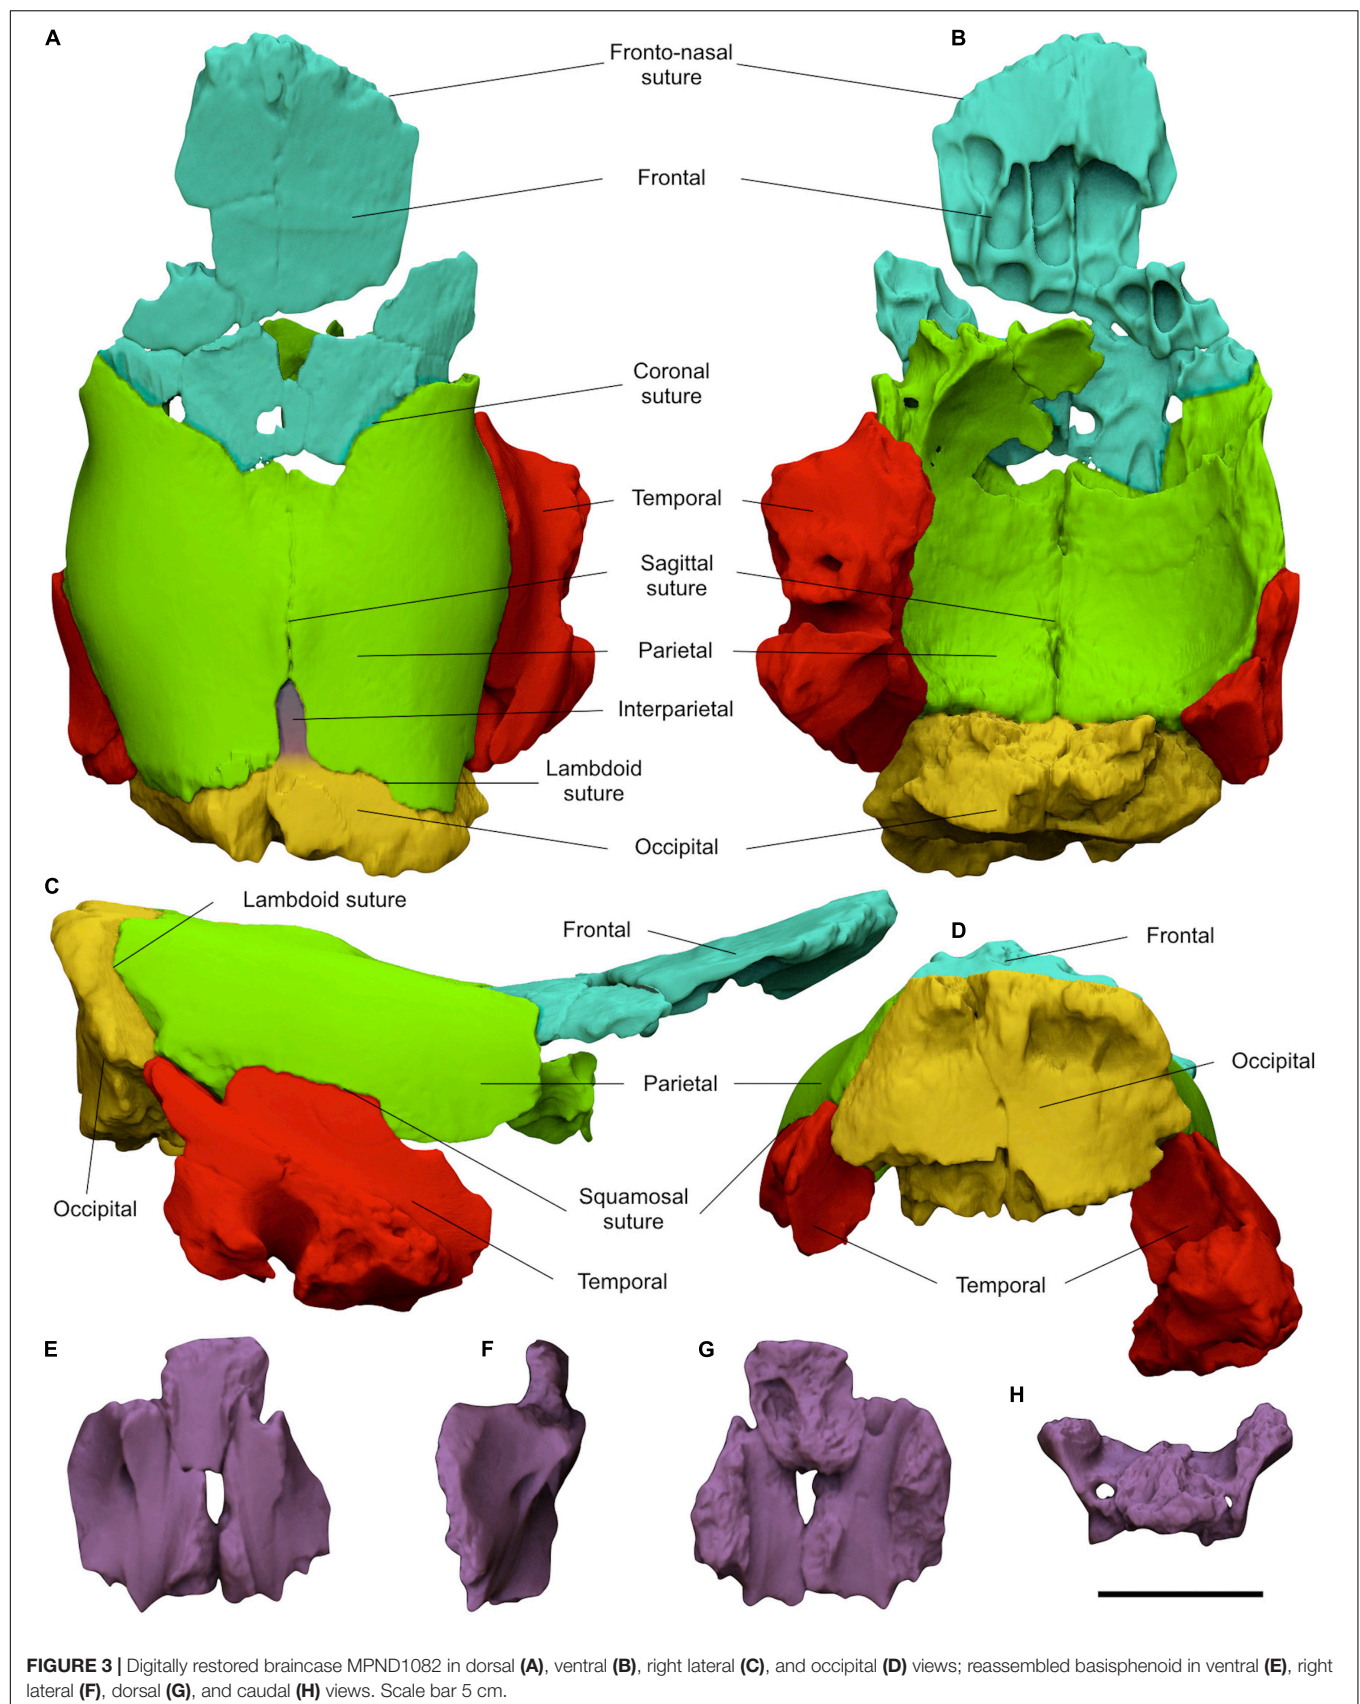 A
B
Fronto-nasal
suture
Frontal
Coronal
suture
Temporal
Sagittal
suture
Parietal
Interparietal
Lambdoid
suture
Occipital
C
Lambdoid suture
Frontal
D
Frontal
Occipital
Parietal
Occipital
Squamosal
suture
Temporal
Temporal
E
F
G
H
FIGURE 3 | Digitally restored braincase MPND1082 in dorsal (A), ventral (B), right lateral (C), and occipital (D) views; reassembled basisphenoid in ventral (E), right
lateral (F), dorsal (G), and caudal (H) views. Scale bar 5 cm.